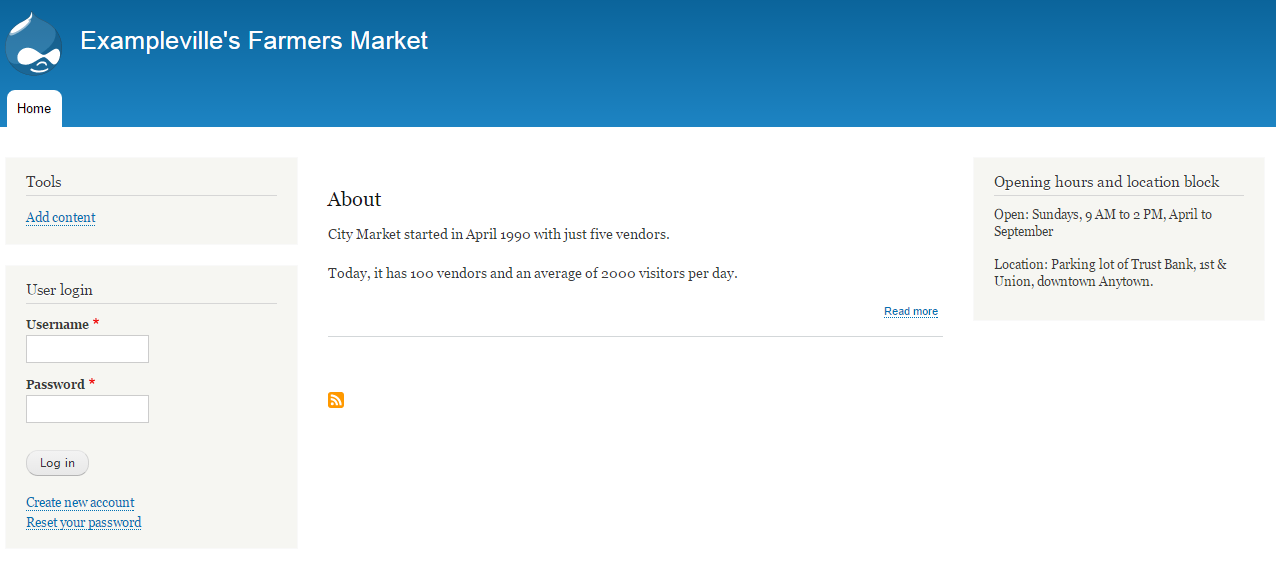 Exampleville's Farmers Market
Home
Tools
Add content
User login
Username *
Password *
Log in
Create new account
Reset your password
About
City Market started in April 1990 with just five vendors.
Today, it has 100 vendors and an average of 2000 visitors per day.
Read more
Opening hours and location block
Open: Sundays, 9 AM to 2 PM, April to
September
Location: Parking lot of Trust Bank, 1st &
Union, downtown Anytown.